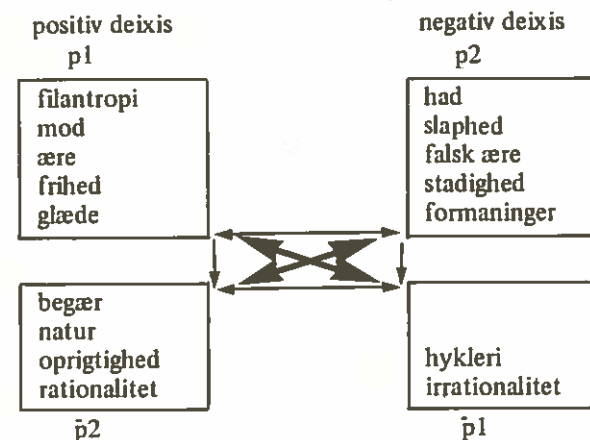 positiv deixis
p1
filantropi
mod
ære
frihed
glæde
negativ deixis
p2
had
slaphed
falsk ære
stadighed
formaninger
begær
natur
oprigtighed
rationalitet
p̄2
hykleri
irrationalitet
p̄1